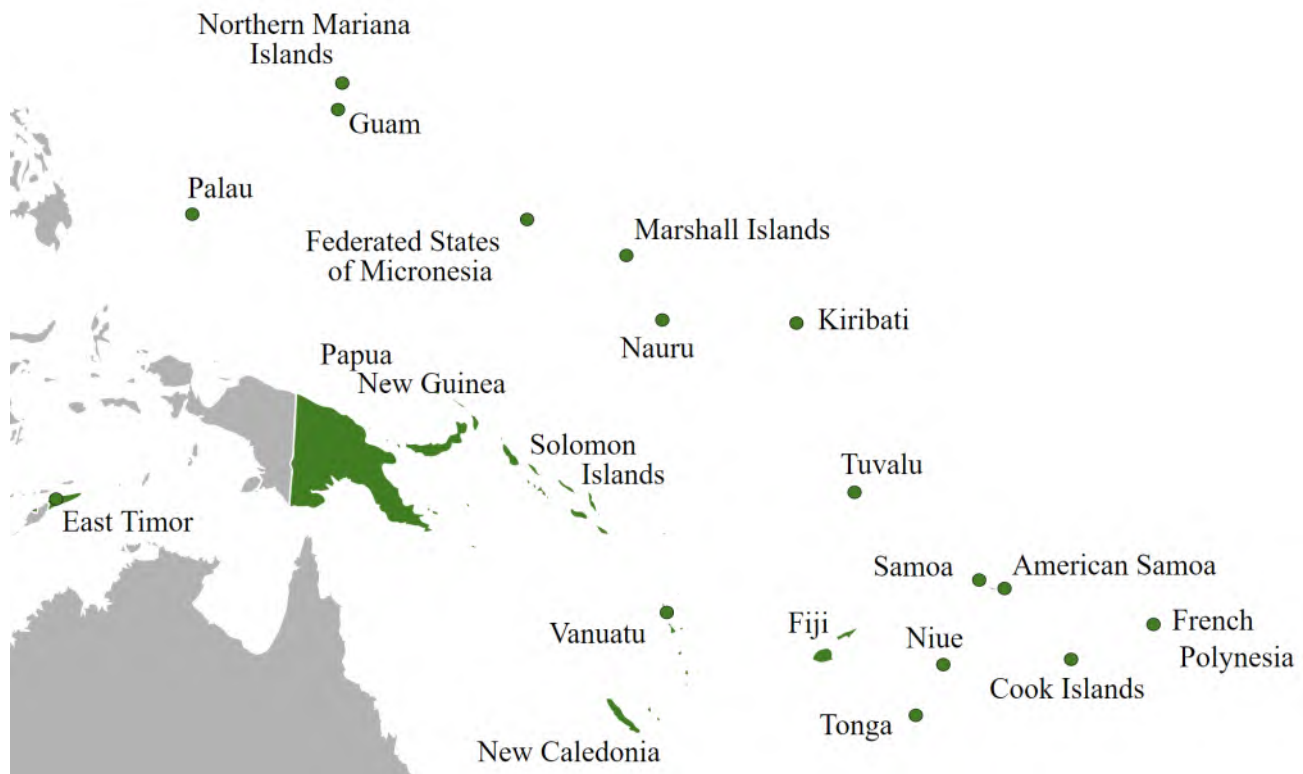 Northern Mariana
Islands
Guam
Palau
Federated States
of Micronesia
Marshall Islands
Nauru
Kiribati
Papua
New Guinea
Solomon
Islands
Tuvalu
East Timor
Samoa
American Samoa
Vanuatu
Fiji
Niue
French
Polynesia
Cook Islands
Tonga
New Caledonia